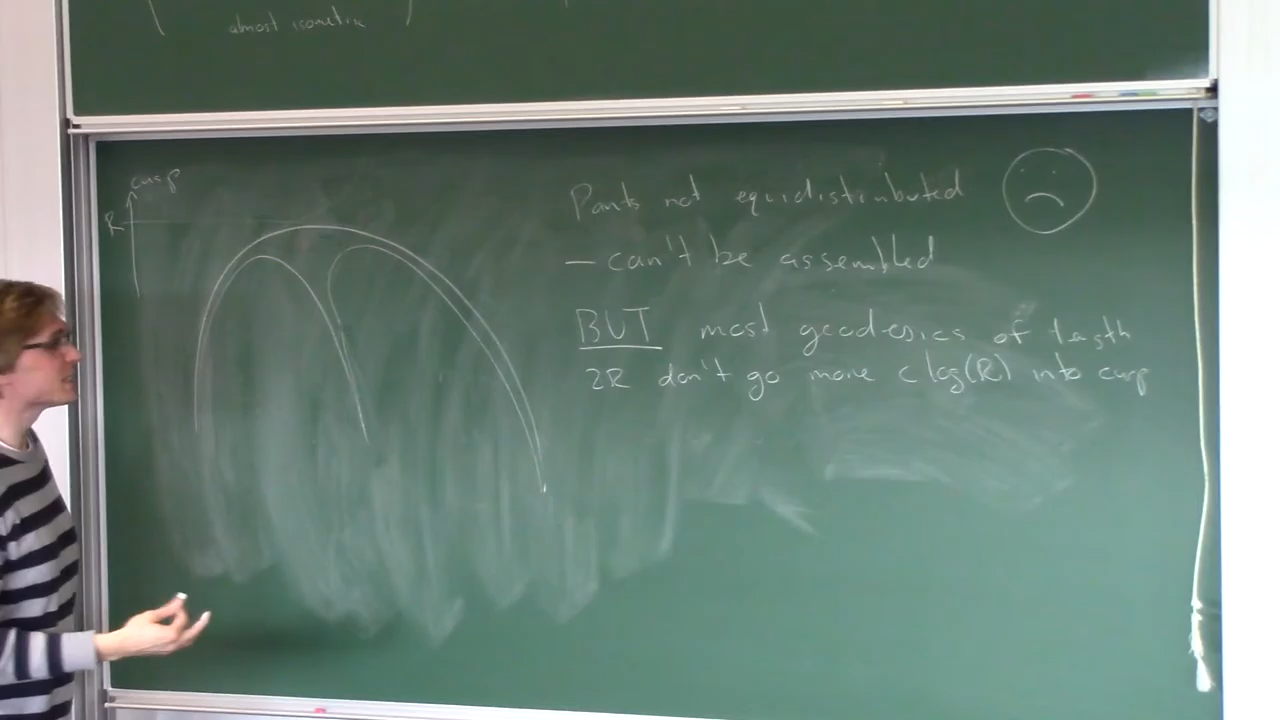 almost isometric
cusp
R
Pants not equidistributed
— can't be assembled
BUT most geodesics of length
2R don't go more c log(R) into cusp